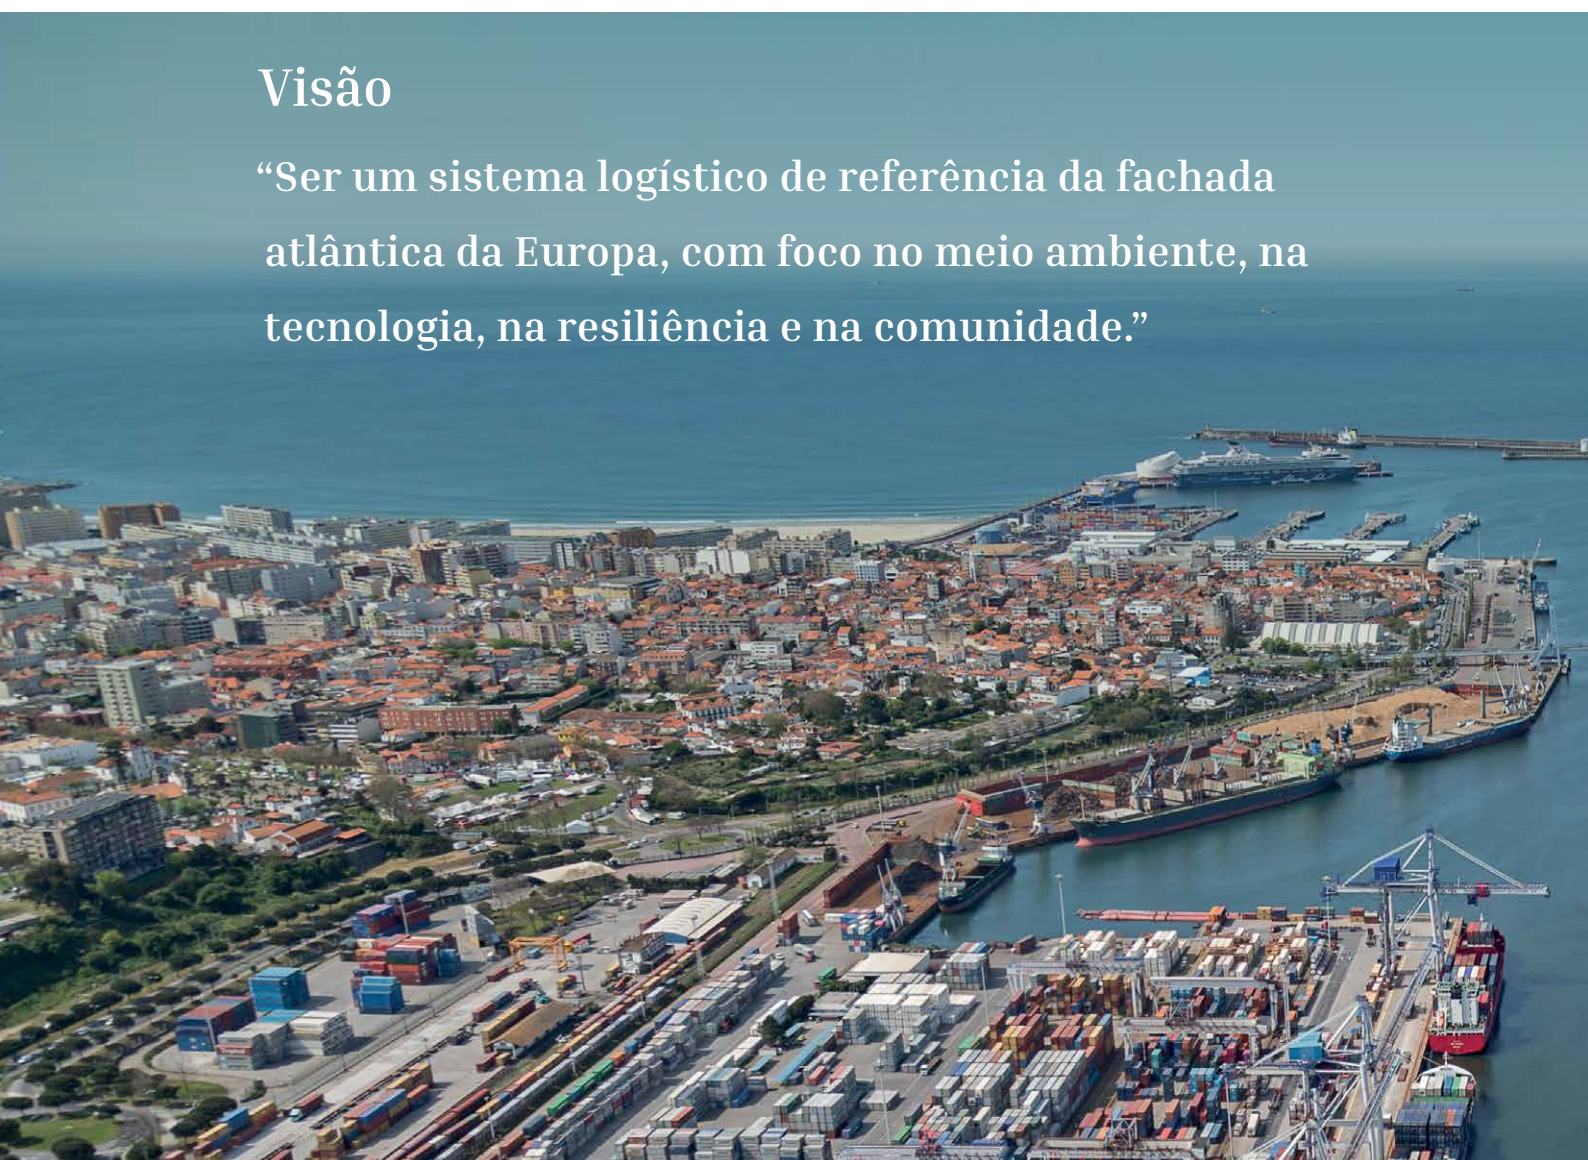 Visão
“Ser um sistema logístico de referência da fachada
atlântica da Europa, com foco no meio ambiente, na
tecnologia, na resiliência e na comunidade.”